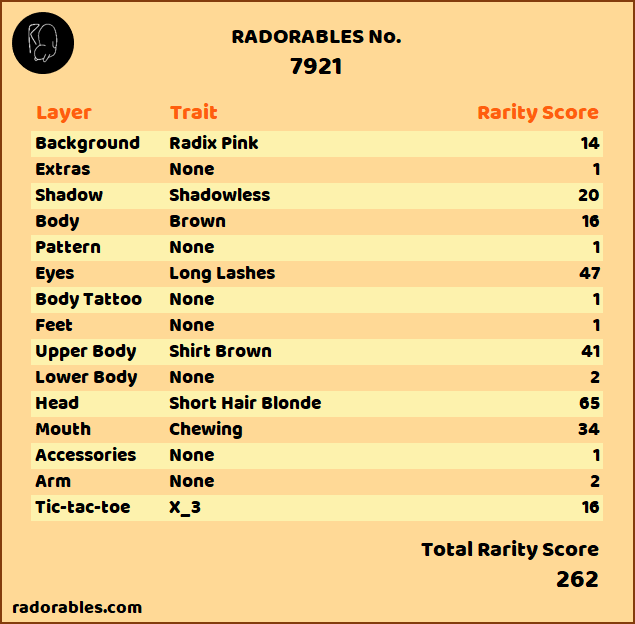 RADORABLES No.
7921
Layer Trait Rarity Score
Background Radix Pink 14
Extras None 1
Shadow Shadowless 20
Body Brown 16
Pattern None 1
Eyes Long Lashes 47
Body Tattoo None 1
Feet None 1
Upper Body Shirt Brown 41
Lower Body None 2
Head Short Hair Blonde 65
Mouth Chewing 34
Accessories None 1
Arm None 2
Tic-tac-toe X_3 16
Total Rarity Score
262
radorables.com